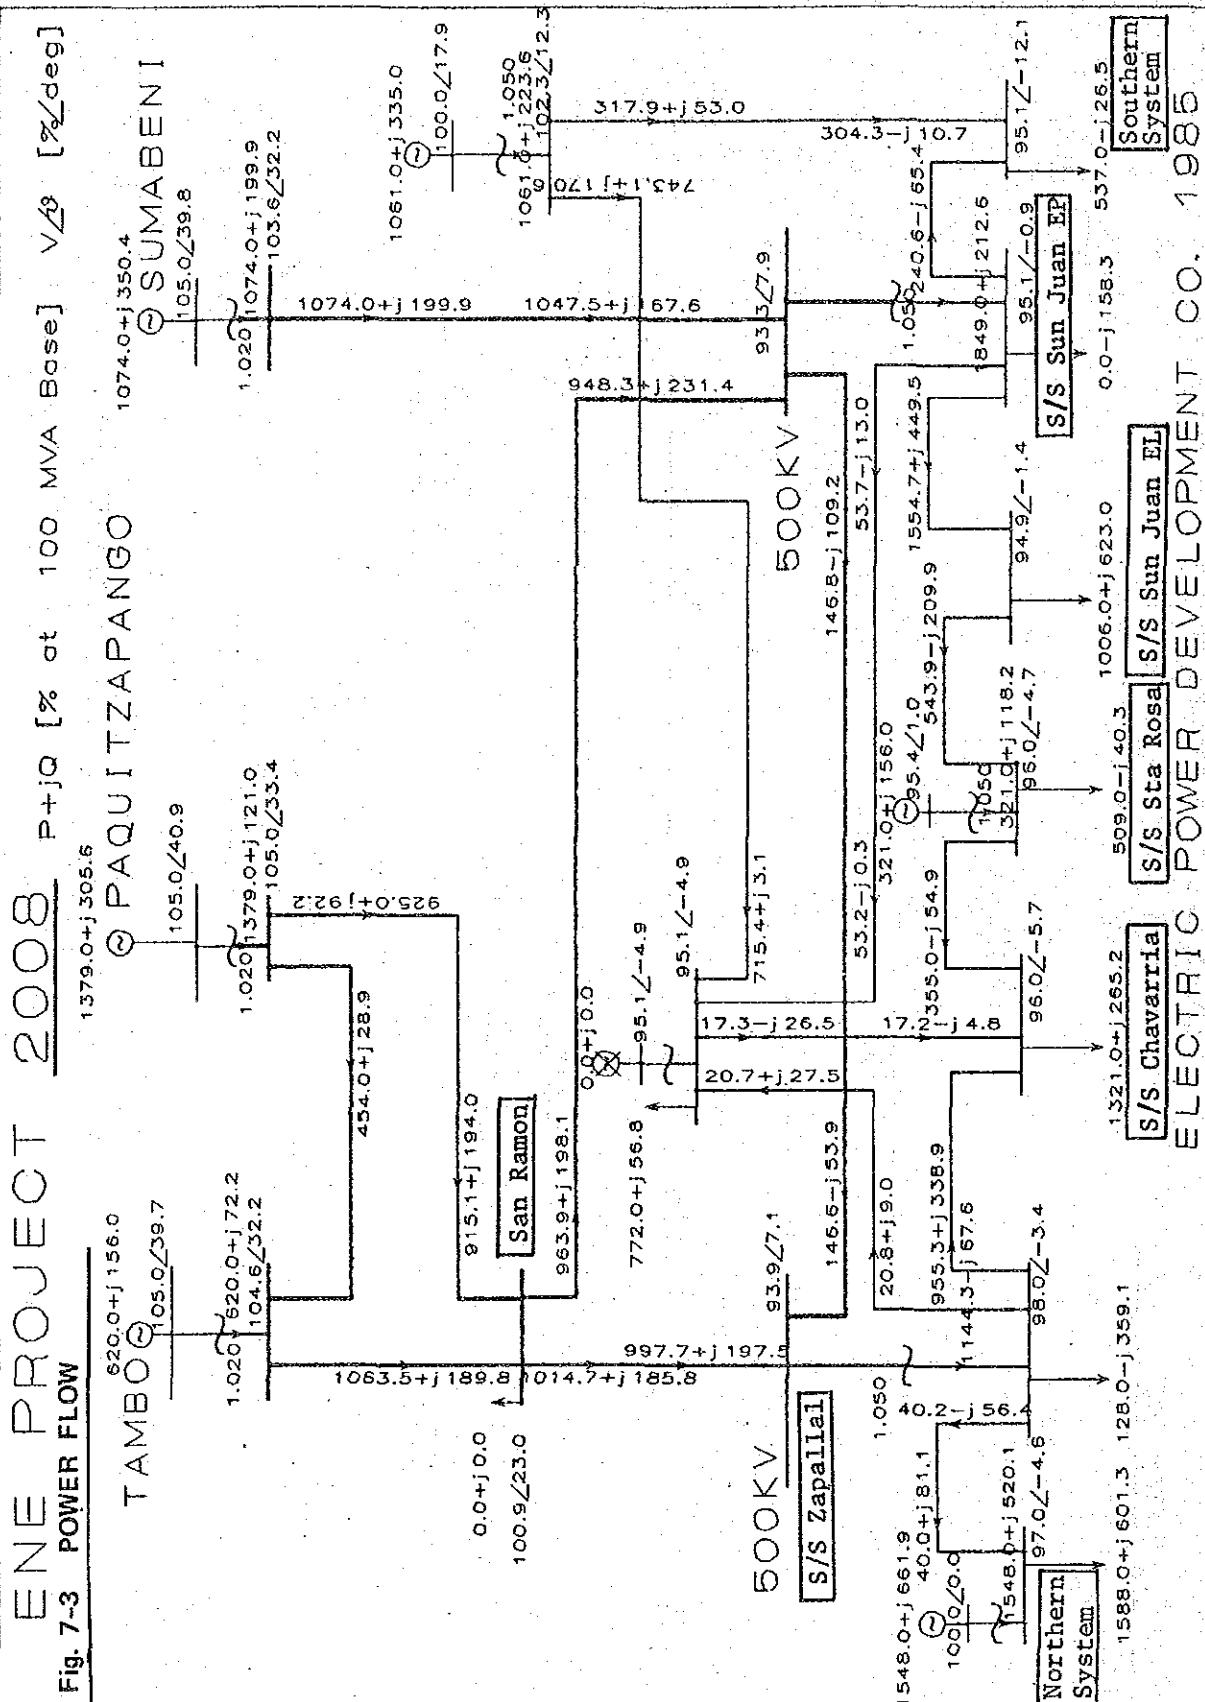 ENE PROJECT 2008 P+jQ [% at 100 MVA Base] V∠θ [%∠deg]
Fig. 7-3 POWER FLOW
TAMBO
620.0+j156.0
105.0∠39.7
1.020
620.0+j72.2
104.6∠32.2
PAQUITZAPANGO
1379.0+j305.6
105.0∠40.9
1.020
1379.0+j121.0
105.0∠33.4
SUMABENI
1074.0+j350.4
105.0∠39.8
1.020
1074.0+j199.9
103.6∠32.2
1061.0+j335.0
100.0∠17.9
1.050
1061.0+j223.6
102.3∠12.3
454.0+j28.9
925.0+j92.2
1074.0+j199.9
1047.5+j167.6
743.1+j170.6
317.9+j53.0
304.3-j10.7
1063.5+j189.8
1014.7+j185.8
997.7+j197.5
915.1+j194.0
San Ramon
0.0+j0.0
100.9∠23.0
963.9+j198.1
948.3+j231.4
0.0+j0.0
95.1∠-4.9
95.1∠-4.9
772.0+j56.8
715.4+j3.1
17.3-j26.5
17.2-j4.8
20.7+j27.5
20.8+j9.0
500KV
S/S Zapallal
93.9∠7.1
146.6-j53.9
146.8-j109.2
500KV
93.3∠7.9
53.2-j0.3
53.7-j13.0
1.050
1144.3-j67.6
955.3+j338.9
98.0∠-3.4
40.2-j56.4
40.0+j81.1
1548.0+j661.9
100.0∠0.0
1548.0+j520.1
97.0∠-4.6
Northern
System
1588.0+j601.3
128.0-j359.1
355.0-j54.9
96.0∠-5.7
1321.0+j265.2
S/S Chavarria
321.0+j156.0
95.4∠1.0
1.050
321.0+j118.2
96.0∠-4.7
543.9-j209.9
509.0-j40.3
S/S Sta Rosa
1554.7+j449.5
94.9∠-1.4
1006.0+j623.0
S/S Sun Juan EL
1.050
1849.0+j212.6
95.1∠-0.9
S/S Sun Juan EP
0.0-j158.3
240.6-j65.4
95.1∠-12.1
537.0-j26.5
Southern
System
ELECTRIC POWER DEVELOPMENT CO. 1985